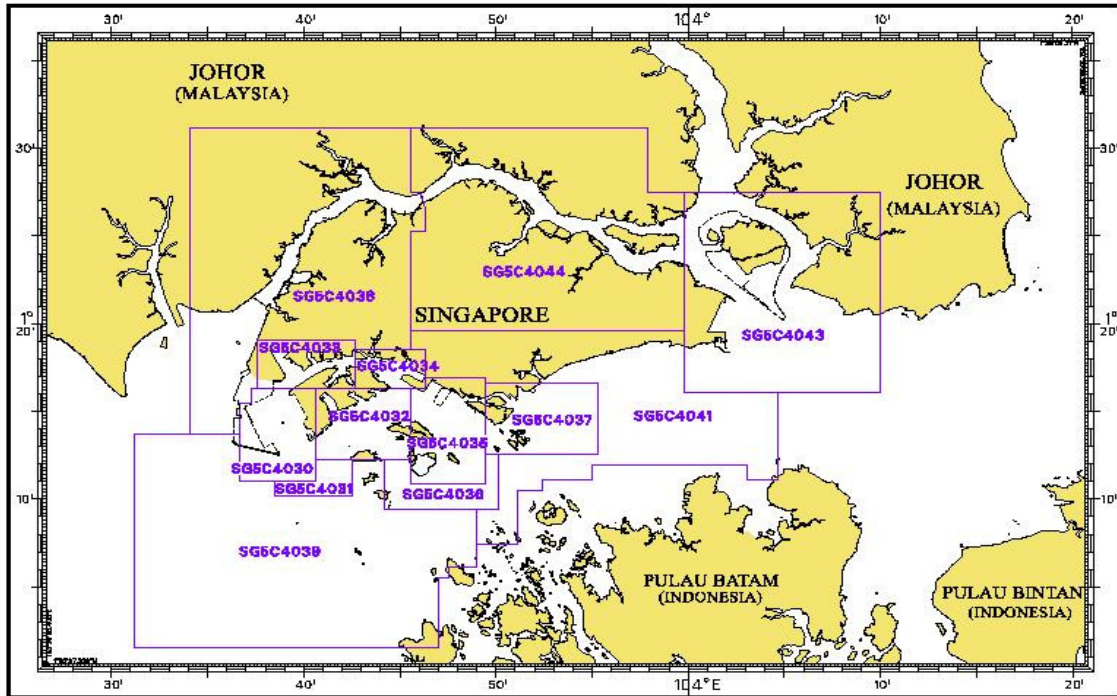 30' 40' 50' 104° 10' 20'
JOHOR
(MALAYSIA)
30' 30'
JOHOR
(MALAYSIA)
SG5C4044
SG5C4038
SINGAPORE
1° 20' 1° 20'
SG5C4043
SG5C4033
SG5C4034
SG5C4032 SG5C4037 SG5C4041
SG5C4035
SG5C4030
SG5C4031 SG5C4036
10' 10'
SG5C4039
PULAU BATAM
(INDONESIA)
PULAU BINTAN
(INDONESIA)
30' 40' 50' 104°E 10' 20'